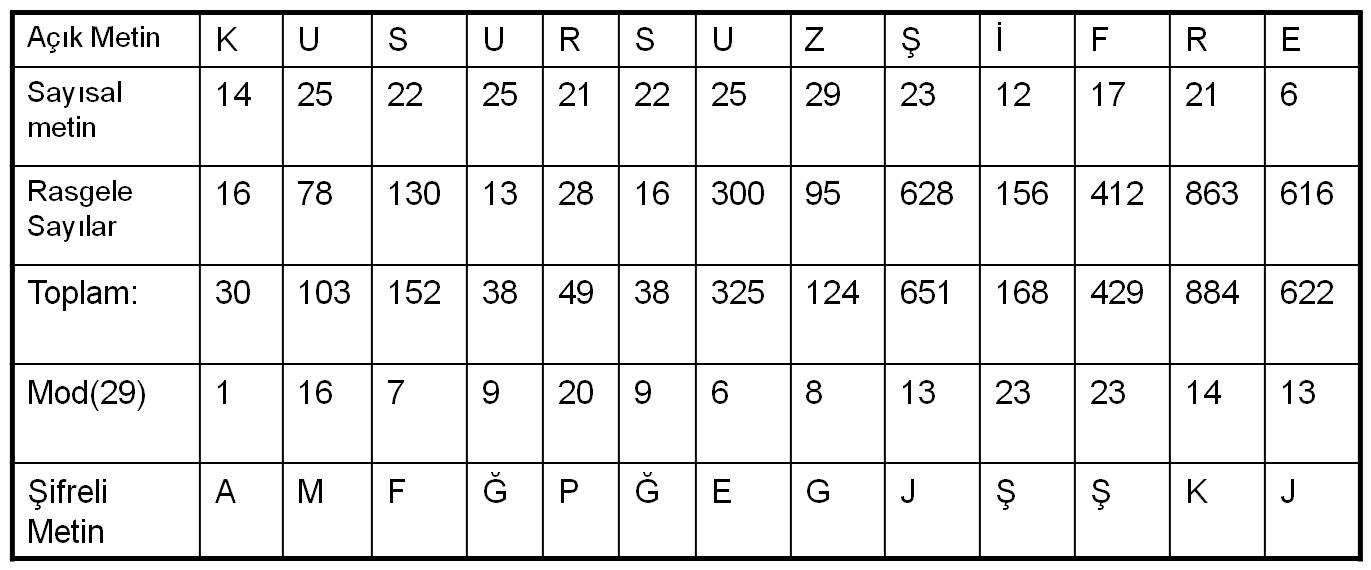 Açık Metin K U S U R S U Z Ş İ F R E
Sayısal metin 14 25 22 25 21 22 25 29 23 12 17 21 6
Rasgele Sayılar 16 78 130 13 28 16 300 95 628 156 412 863 616
Toplam: 30 103 152 38 49 38 325 124 651 168 429 884 622
Mod(29) 1 16 7 9 20 9 6 8 13 23 23 14 13
Şifreli Metin A M F Ğ P Ğ E G J Ş Ş K J